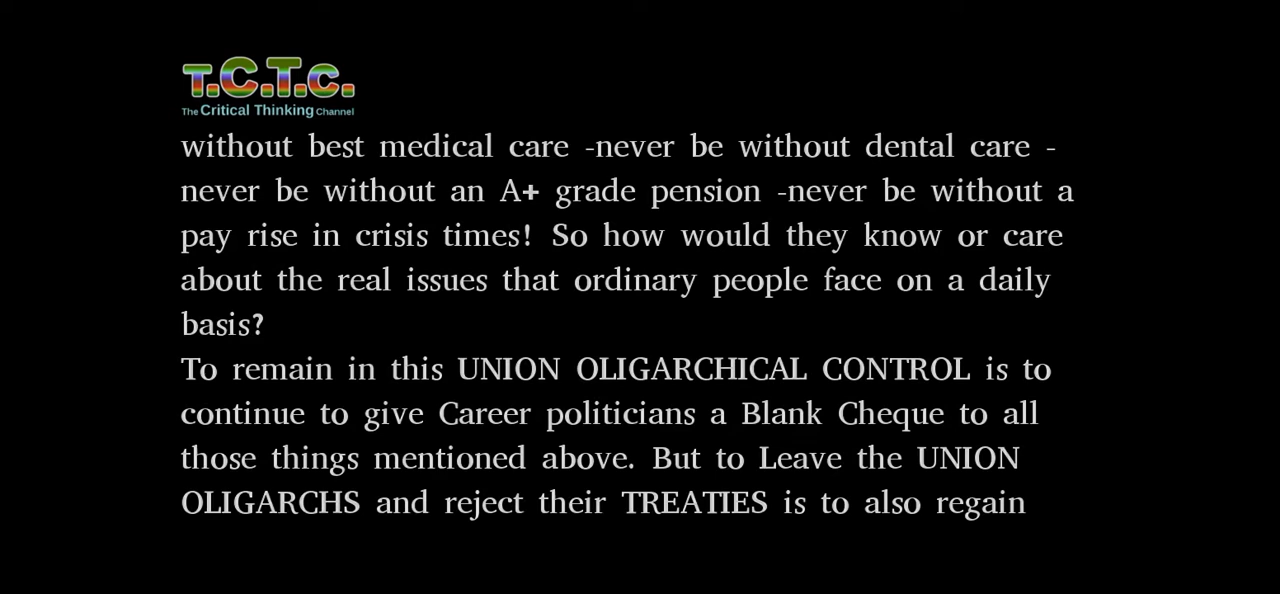 T.C.T.C.
The Critical Thinking Channel
without best medical care -never be without dental care -
never be without an A+ grade pension -never be without a
pay rise in crisis times! So how would they know or care
about the real issues that ordinary people face on a daily
basis?
To remain in this UNION OLIGARCHICAL CONTROL is to
continue to give Career politicians a Blank Cheque to all
those things mentioned above. But to Leave the UNION
OLIGARCHS and reject their TREATIES is to also regain